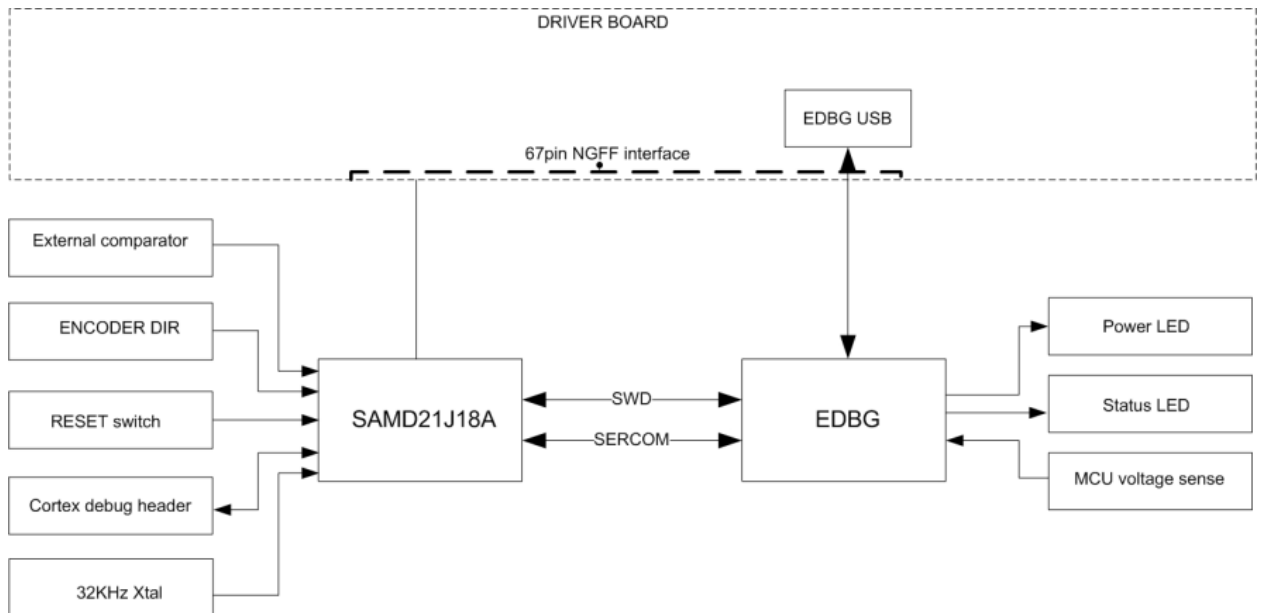 DRIVER BOARD
EDBG USB
67pin NGFF interface
External comparator
ENCODER DIR
RESET switch
Cortex debug header
32KHz Xtal
SAMD21J18A
SWD
SERCOM
EDBG
Power LED
Status LED
MCU voltage sense